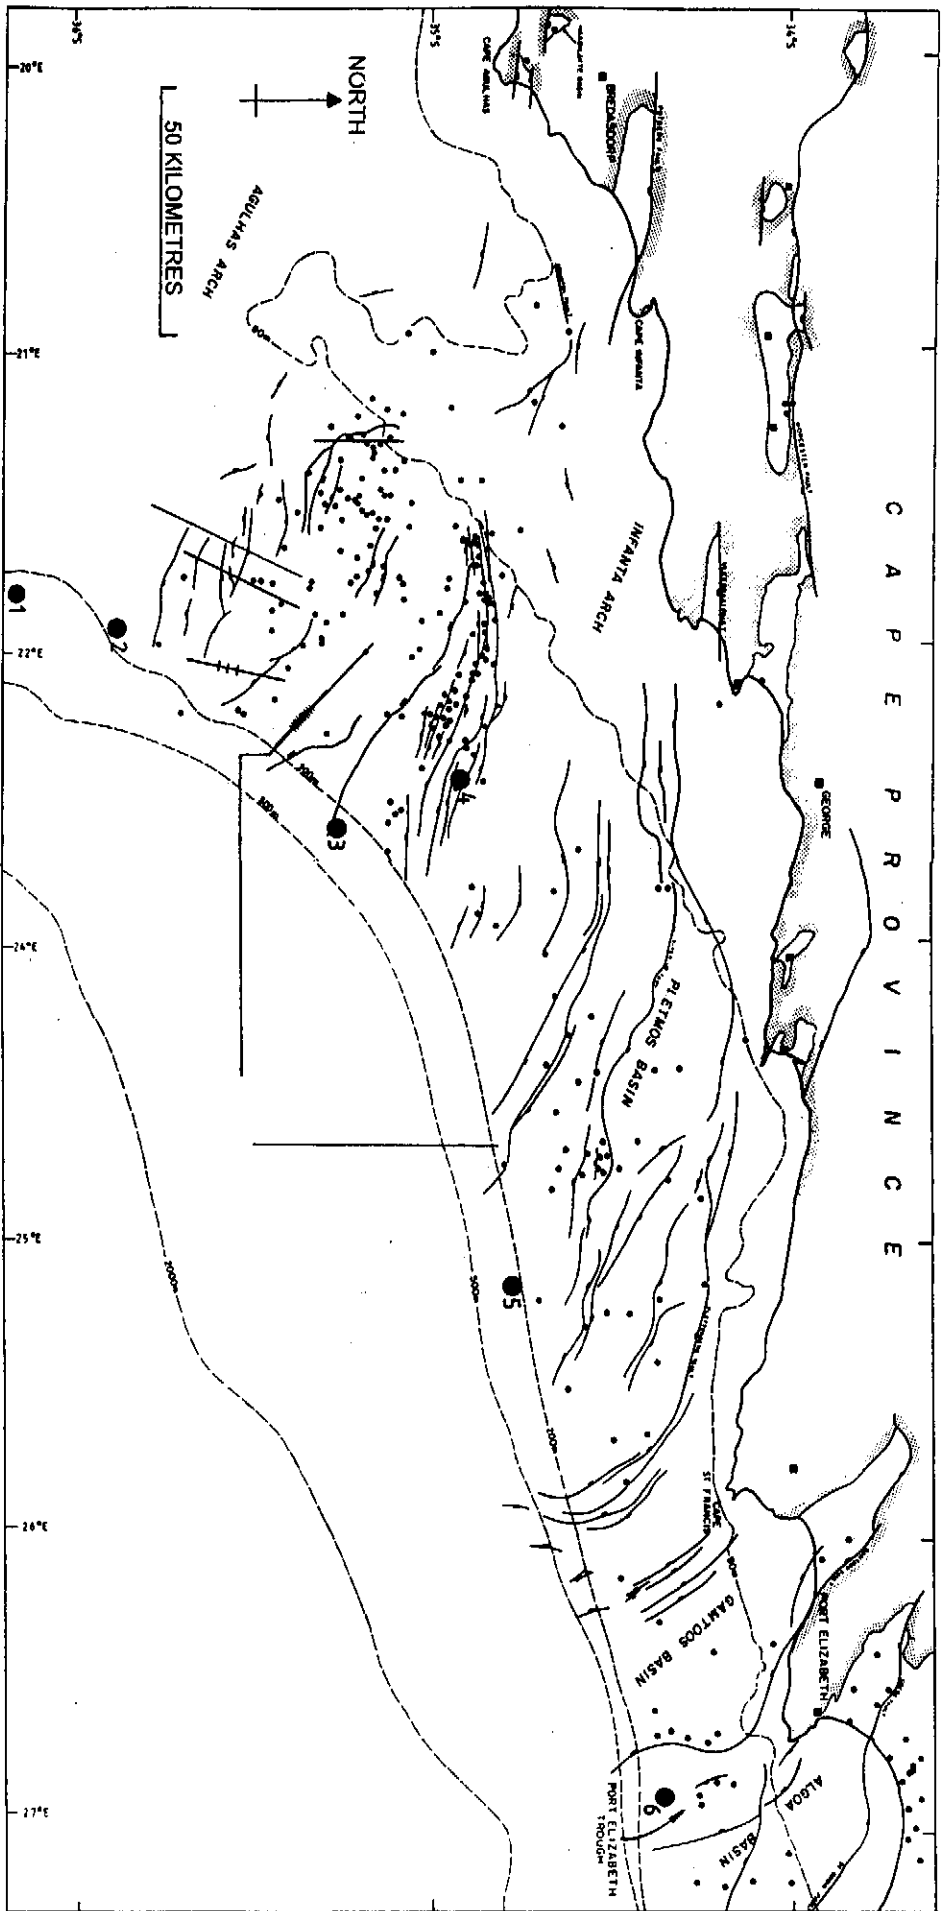 36°S
35°S
34°S
20°E
21°E
22°E
24°E
25°E
26°E
27°E
NORTH
50 KILOMETRES
CAPE PROVINCE
CAPE AGULHAS
BREDASDORP
CAPE INFANTA
AGULHAS ARCH
INFANTA ARCH
GEORGE
PLETMOS BASIN
CAPE
ST FRANCIS
GAMTOOS BASIN
PORT ELIZABETH
ALGOA
BASIN
PORT ELIZABETH
TROUGH
200m
500m
2000m
200m
1
2
3
4
5
6